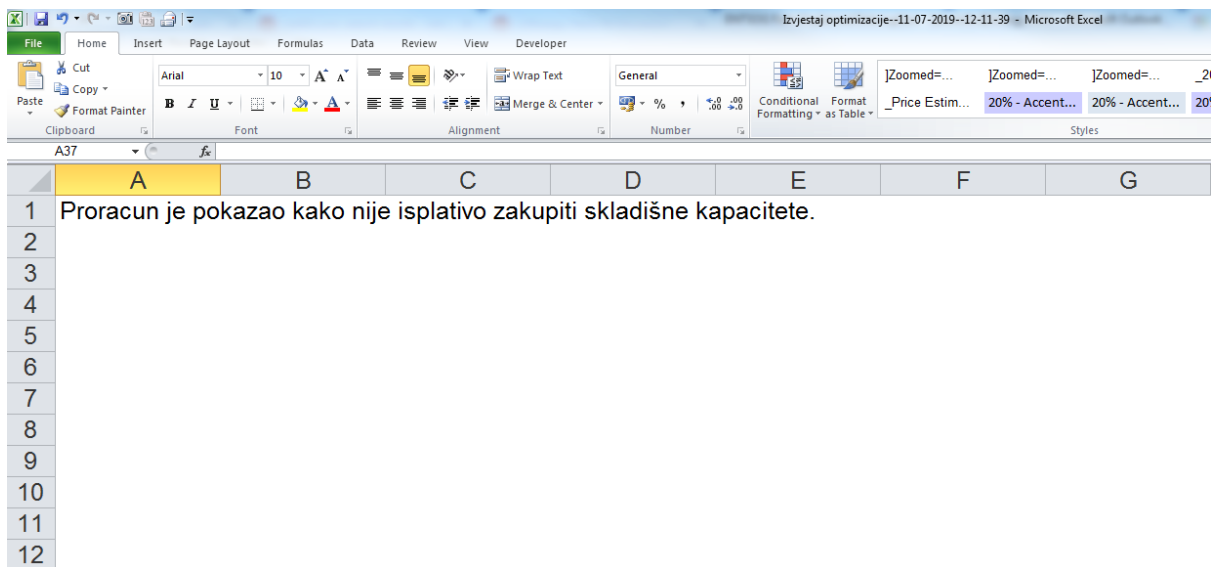 Izvjestaj optimizacije--11-07-2019--12-11-39 - Microsoft Excel
File Home Insert Page Layout Formulas Data Review View Developer
Cut
Copy
Format Painter
Paste
Clipboard
Arial 10
B I U
Font
Wrap Text
Merge & Center
Alignment
General
% ,
Number
Conditional Formatting
Format as Table
]Zoomed=... ]Zoomed=... ]Zoomed=...
_Price Estim... 20% - Accent... 20% - Accent...
Styles
A37 fx
A B C D E F G
1 Proracun je pokazao kako nije isplativo zakupiti skladišne kapacitete.
2
3
4
5
6
7
8
9
10
11
12